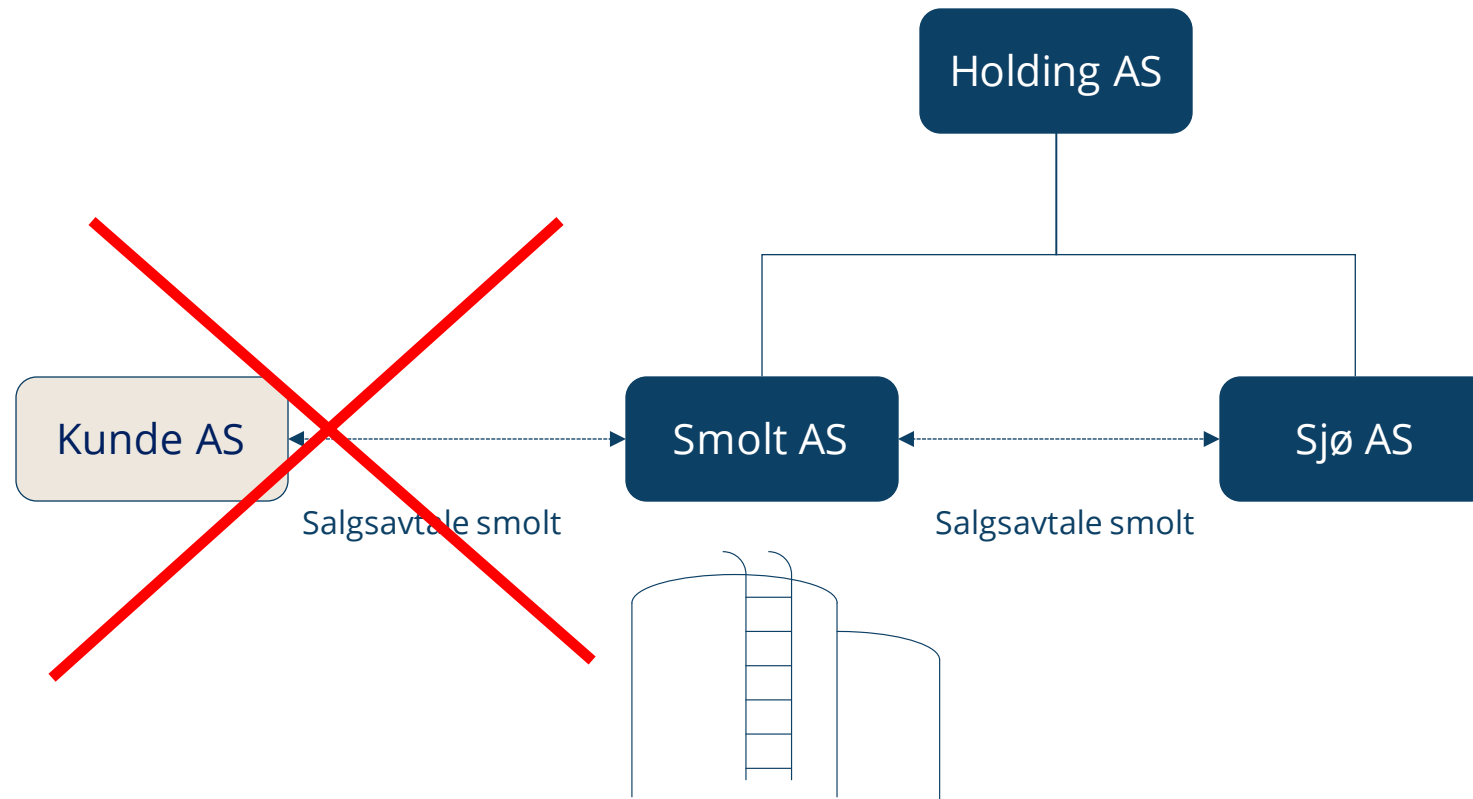 Holding AS
Kunde AS
Smolt AS
Sjø AS
Salgsavtale smolt
Salgsavtale smolt